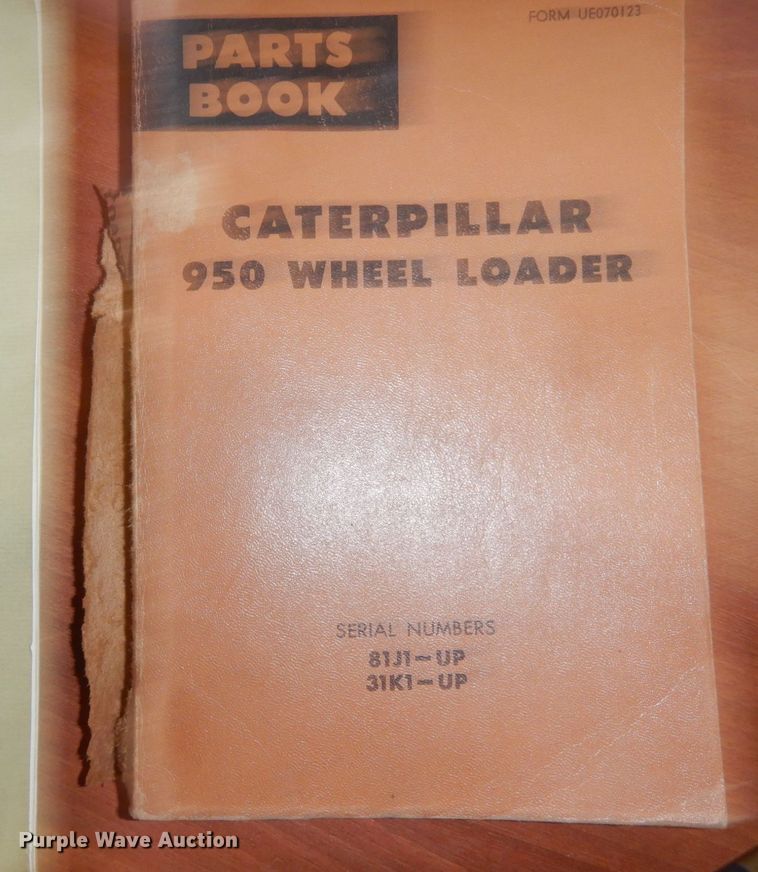 FORM UE070123
PARTS
BOOK
CATERPILLAR
950 WHEEL LOADER
SERIAL NUMBERS
81J1-UP
31K1-UP
Purple Wave Auction